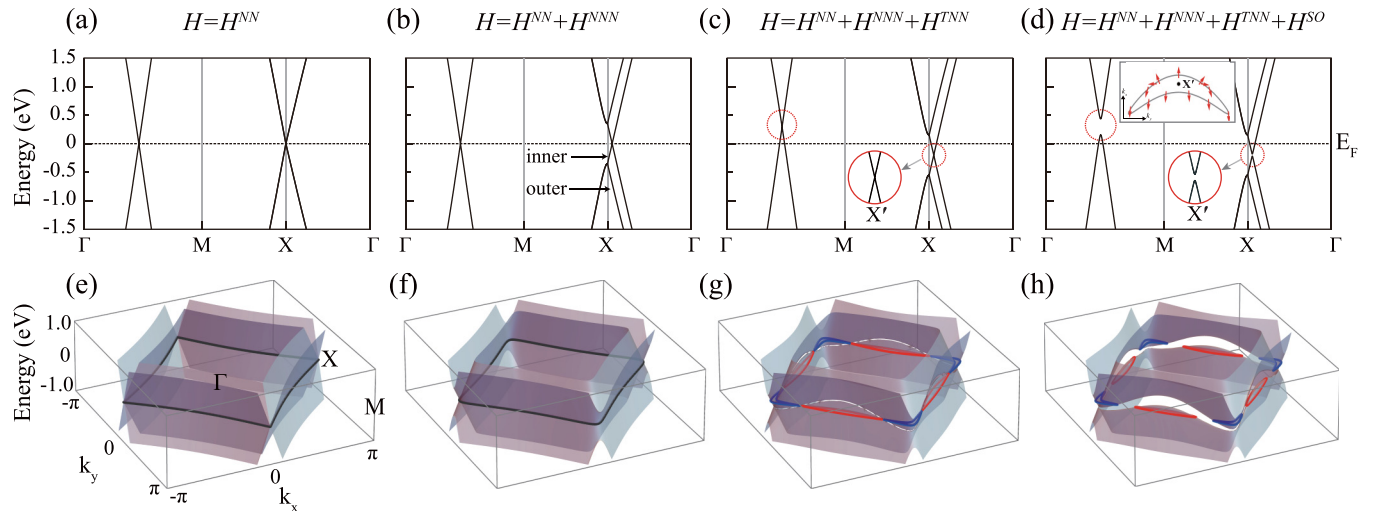 (a) H=H^NN
(b) H=H^NN+H^NNN
(c) H=H^NN+H^NNN+H^TNN
(d) H=H^NN+H^NNN+H^TNN+H^SO
Energy (eV)
1.5
1.0
0.5
0
-0.5
-1.0
-1.5
Γ M X Γ
inner
outer
Γ M X Γ
X′
Γ M X Γ
X′
X′
E_F
Γ M X Γ
(e)
(f)
(g)
(h)
Energy (eV)
1.0
0
-1.0
-π
0
π
k_y
-π
0
π
k_x
Γ
X
M